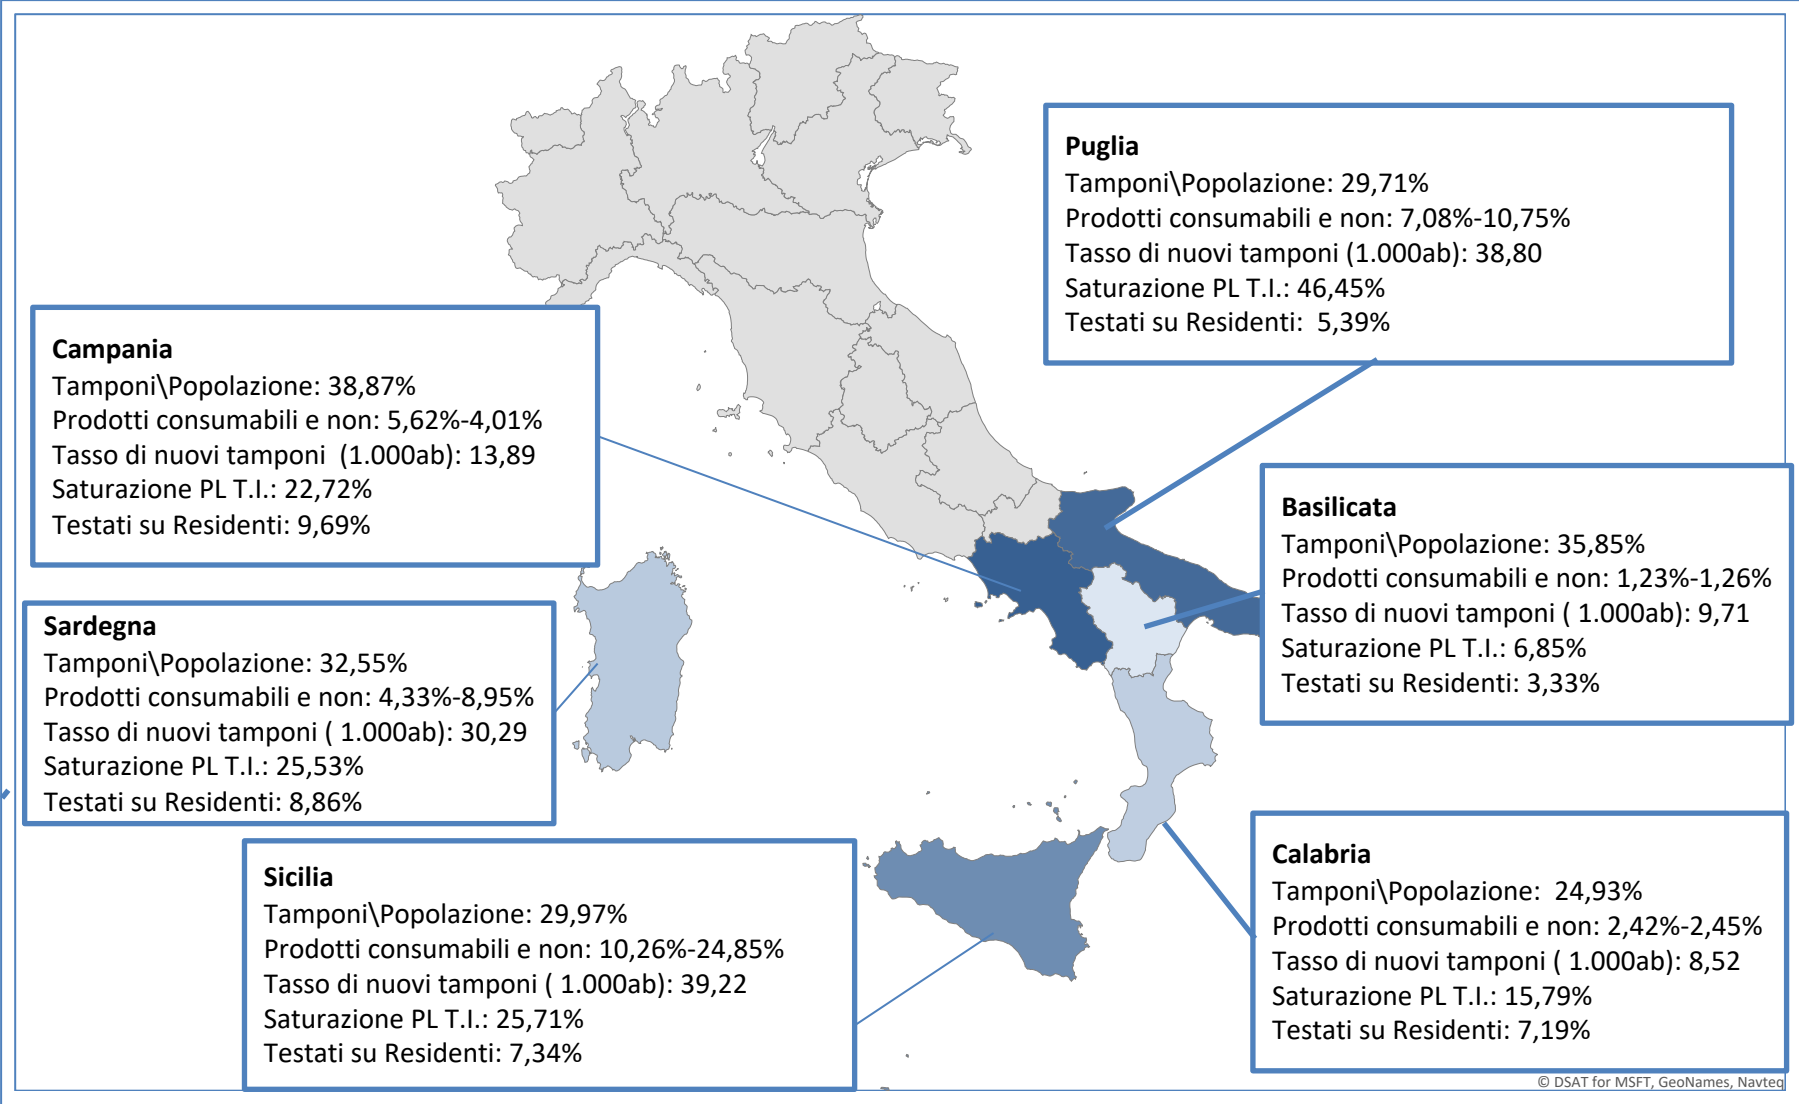 Puglia
Tamponi\Popolazione: 29,71%
Prodotti consumabili e non: 7,08%-10,75%
Tasso di nuovi tamponi (1.000ab): 38,80
Saturazione PL T.I.: 46,45%
Testati su Residenti: 5,39%
Campania
Tamponi\Popolazione: 38,87%
Prodotti consumabili e non: 5,62%-4,01%
Tasso di nuovi tamponi (1.000ab): 13,89
Saturazione PL T.I.: 22,72%
Testati su Residenti: 9,69%
Basilicata
Tamponi\Popolazione: 35,85%
Prodotti consumabili e non: 1,23%-1,26%
Tasso di nuovi tamponi ( 1.000ab): 9,71
Saturazione PL T.I.: 6,85%
Testati su Residenti: 3,33%
Sardegna
Tamponi\Popolazione: 32,55%
Prodotti consumabili e non: 4,33%-8,95%
Tasso di nuovi tamponi ( 1.000ab): 30,29
Saturazione PL T.I.: 25,53%
Testati su Residenti: 8,86%
Sicilia
Tamponi\Popolazione: 29,97%
Prodotti consumabili e non: 10,26%-24,85%
Tasso di nuovi tamponi ( 1.000ab): 39,22
Saturazione PL T.I.: 25,71%
Testati su Residenti: 7,34%
Calabria
Tamponi\Popolazione: 24,93%
Prodotti consumabili e non: 2,42%-2,45%
Tasso di nuovi tamponi ( 1.000ab): 8,52
Saturazione PL T.I.: 15,79%
Testati su Residenti: 7,19%
© DSAT for MSFT, GeoNames, Navteq